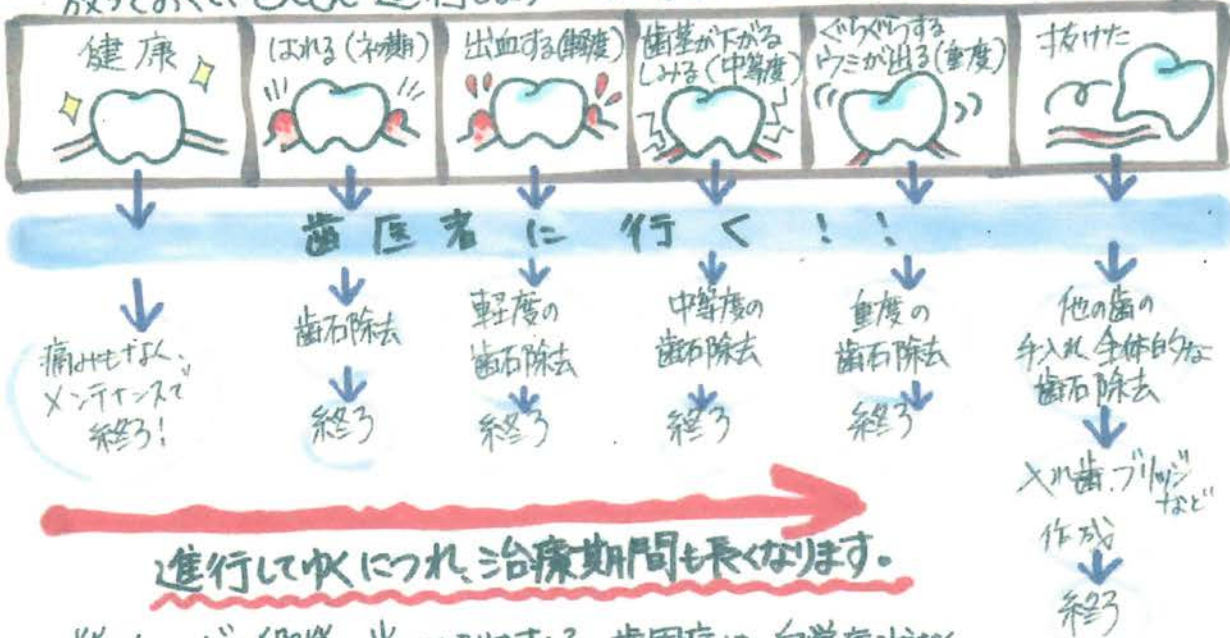 健康
はれる(初期)
出血する(軽度)
歯茎が下がる
しみる(中等度)
ぐらぐらする
ウミが出る(重度)
抜けた
歯医者に行く!!
痛みもなく、
メンテナンスで
終了!
歯石除去
終了
軽度の
歯石除去
終了
中等度の
歯石除去
終了
重度の
歯石除去
終了
他の歯の
手入れ、全体的な
歯石除去
入れ歯、ブリッジ
など
作成
終了
進行してゆくにつれ、治療期間も長くなります。